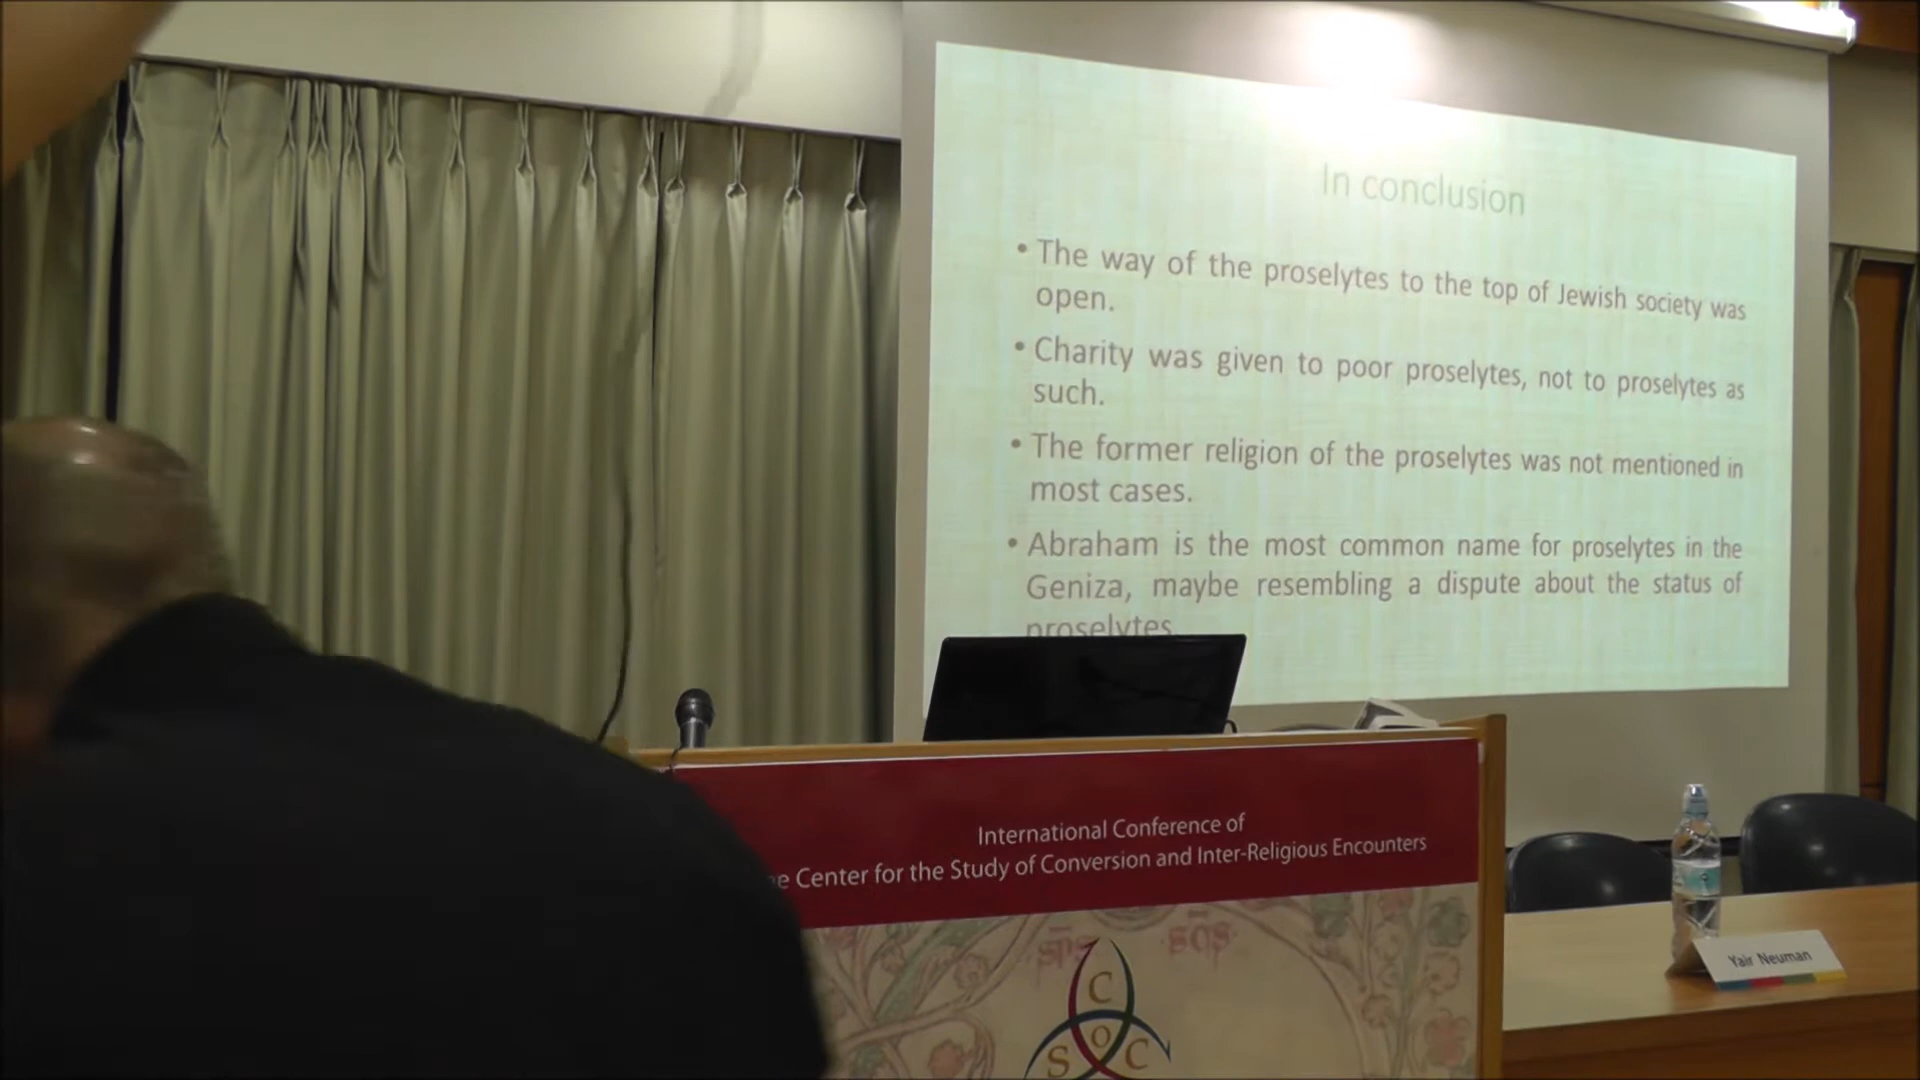 In conclusion
• The way of the proselytes to the top of Jewish society was
open.
• Charity was given to poor proselytes, not to proselytes as
such.
• The former religion of the proselytes was not mentioned in
most cases.
• Abraham is the most common name for proselytes in the
Geniza, maybe resembling a dispute about the status of
proselytes
International Conference of
Center for the Study of Conversion and Inter-Religious Encounters
sps sqs
C
S O C
Yair Neuman